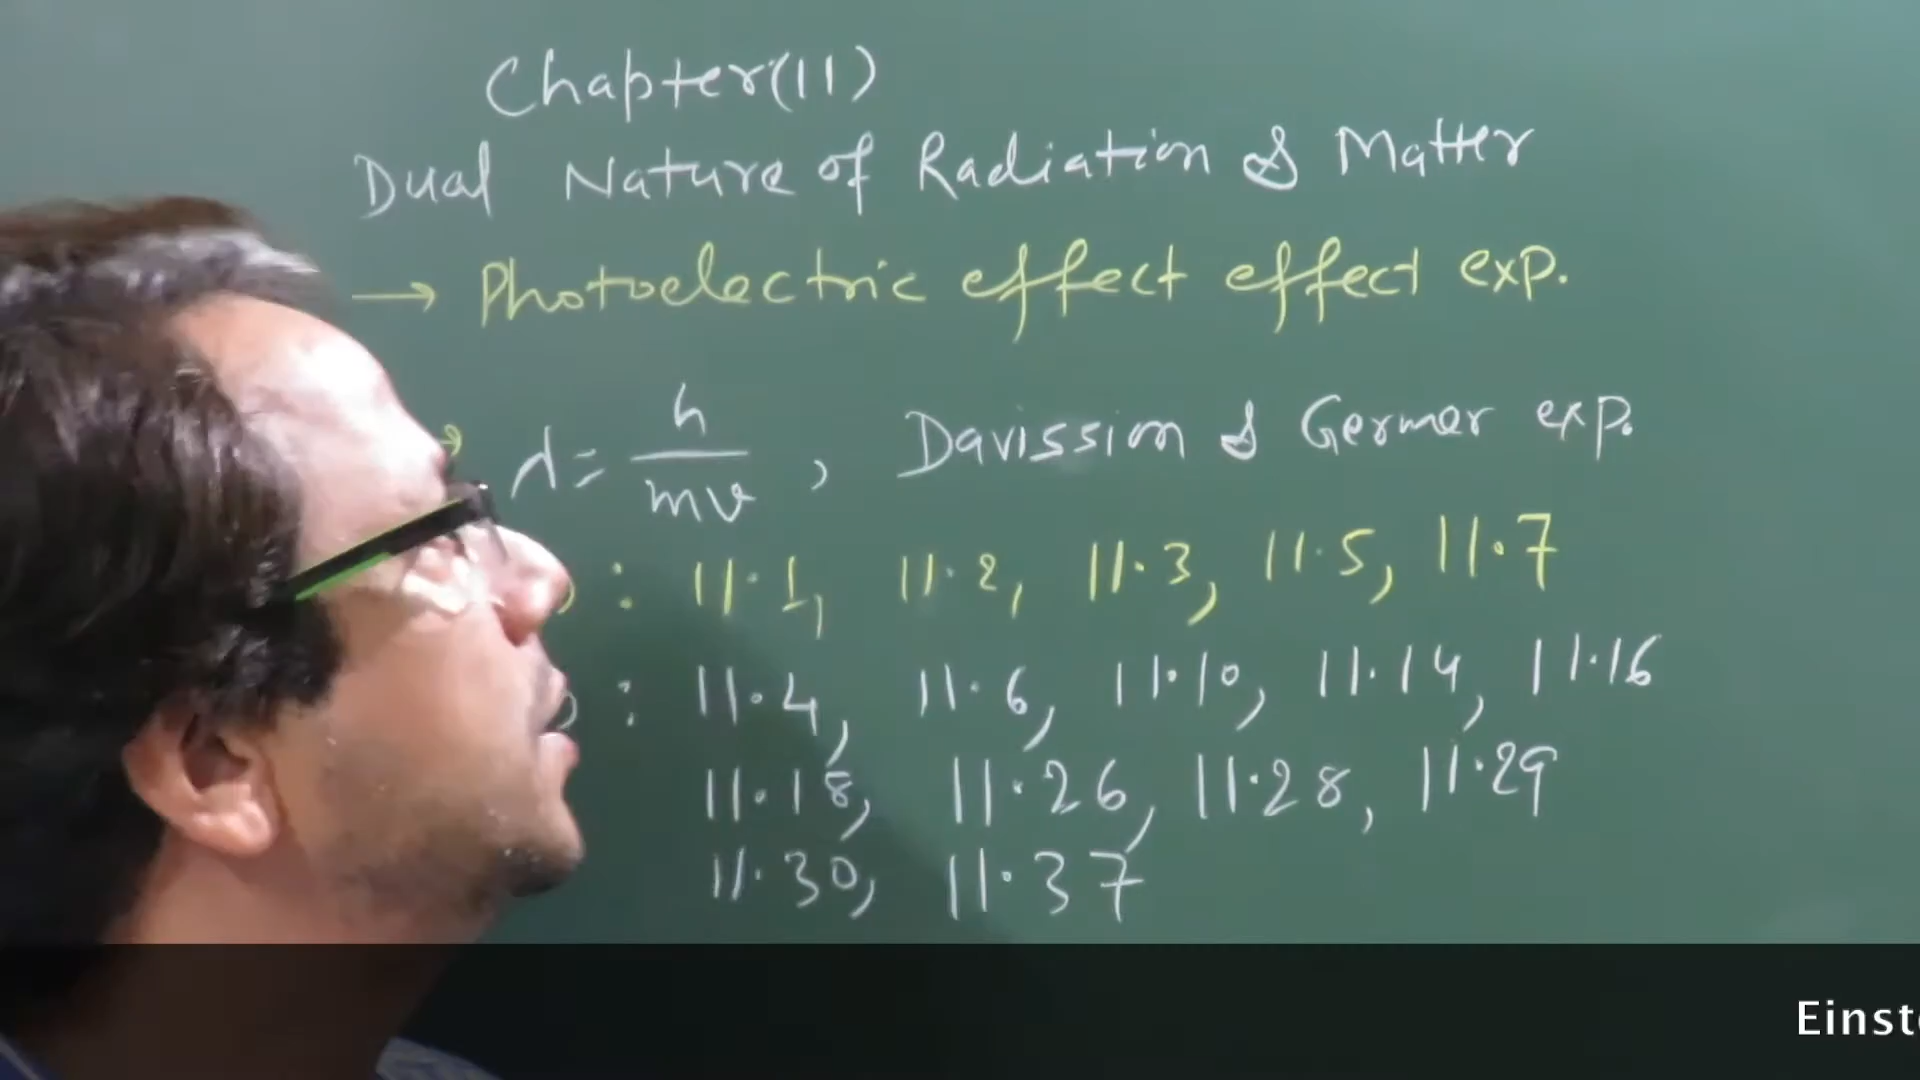 Chapter(11)
Dual Nature of Radiation & Matter
→ Photoelectric effect effect exp.
→ λ = h/mv, Davission & Germer exp.
: 11.1, 11.2, 11.3, 11.5, 11.7
: 11.4, 11.6, 11.10, 11.14, 11.16
11.18, 11.26, 11.28, 11.29
11.30, 11.37